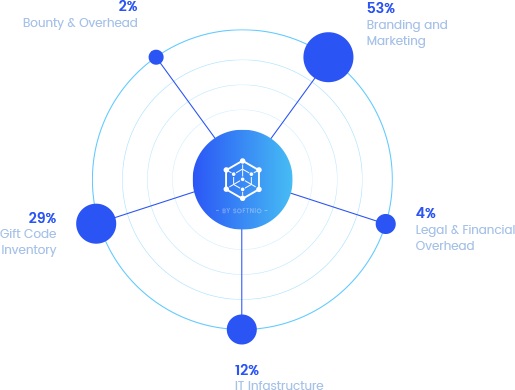 2%
Bounty & Overhead
53%
Branding and
Marketing
29%
Gift Code
Inventory
4%
Legal & Financial
Overhead
– BY SOFTNIO –
12%
IT Infastructure